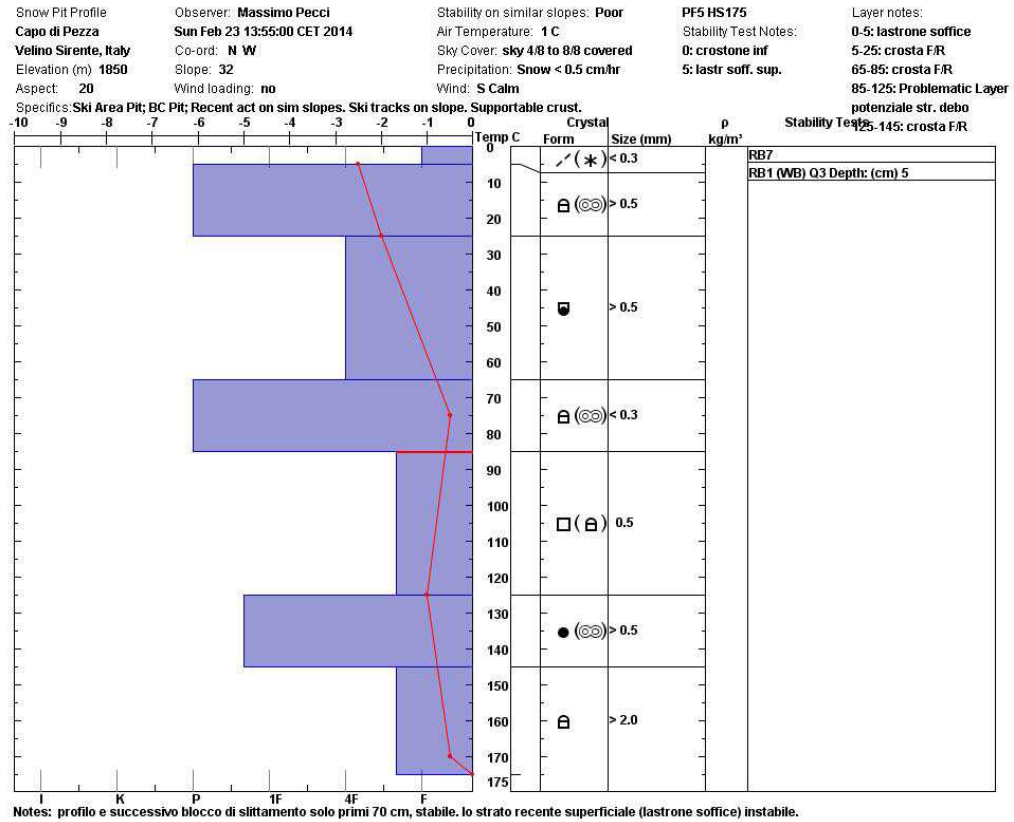 Snow Pit Profile Observer: Massimo Pecci Stability on similar slopes: Poor PF5 HS175 Layer notes:
Capo di Pezza Sun Feb 23 13:55:00 CET 2014 Air Temperature: 1 C Stability Test Notes: 0-5: lastrone soffice
Velino Sirente, Italy Co-ord: N W Sky Cover: sky 4/8 to 8/8 covered 0: crostone inf 5-25: crosta F/R
Elevation (m) 1850 Slope: 32 Precipitation: Snow < 0.5 cm/hr 5: lastr soff. sup. 65-85: crosta F/R
Aspect: 20 Wind loading: no Wind: S Calm 85-125: Problematic Layer
Specifics: Ski Area Pit; BC Pit; Recent act on sim slopes. Ski tracks on slope. Supportable crust. potenziale str. debo
-10 -9 -8 -7 -6 -5 -4 -3 -2 -1 0 Crystal ρ Stability Tests 125-145: crosta F/R
Temp C Form Size (mm) kg/m³
0 < 0.3 RB7
RB1 (WB) Q3 Depth: (cm) 5
10
> 0.5
20
30
40
> 0.5
50
60
70
< 0.3
80
90
100
0.5
110
120
130
> 0.5
140
150
160
> 2.0
170
175
I K P 1F 4F F
Notes: profilo e successivo blocco di slittamento solo primi 70 cm, stabile. lo strato recente superficiale (lastrone soffice) instabile.